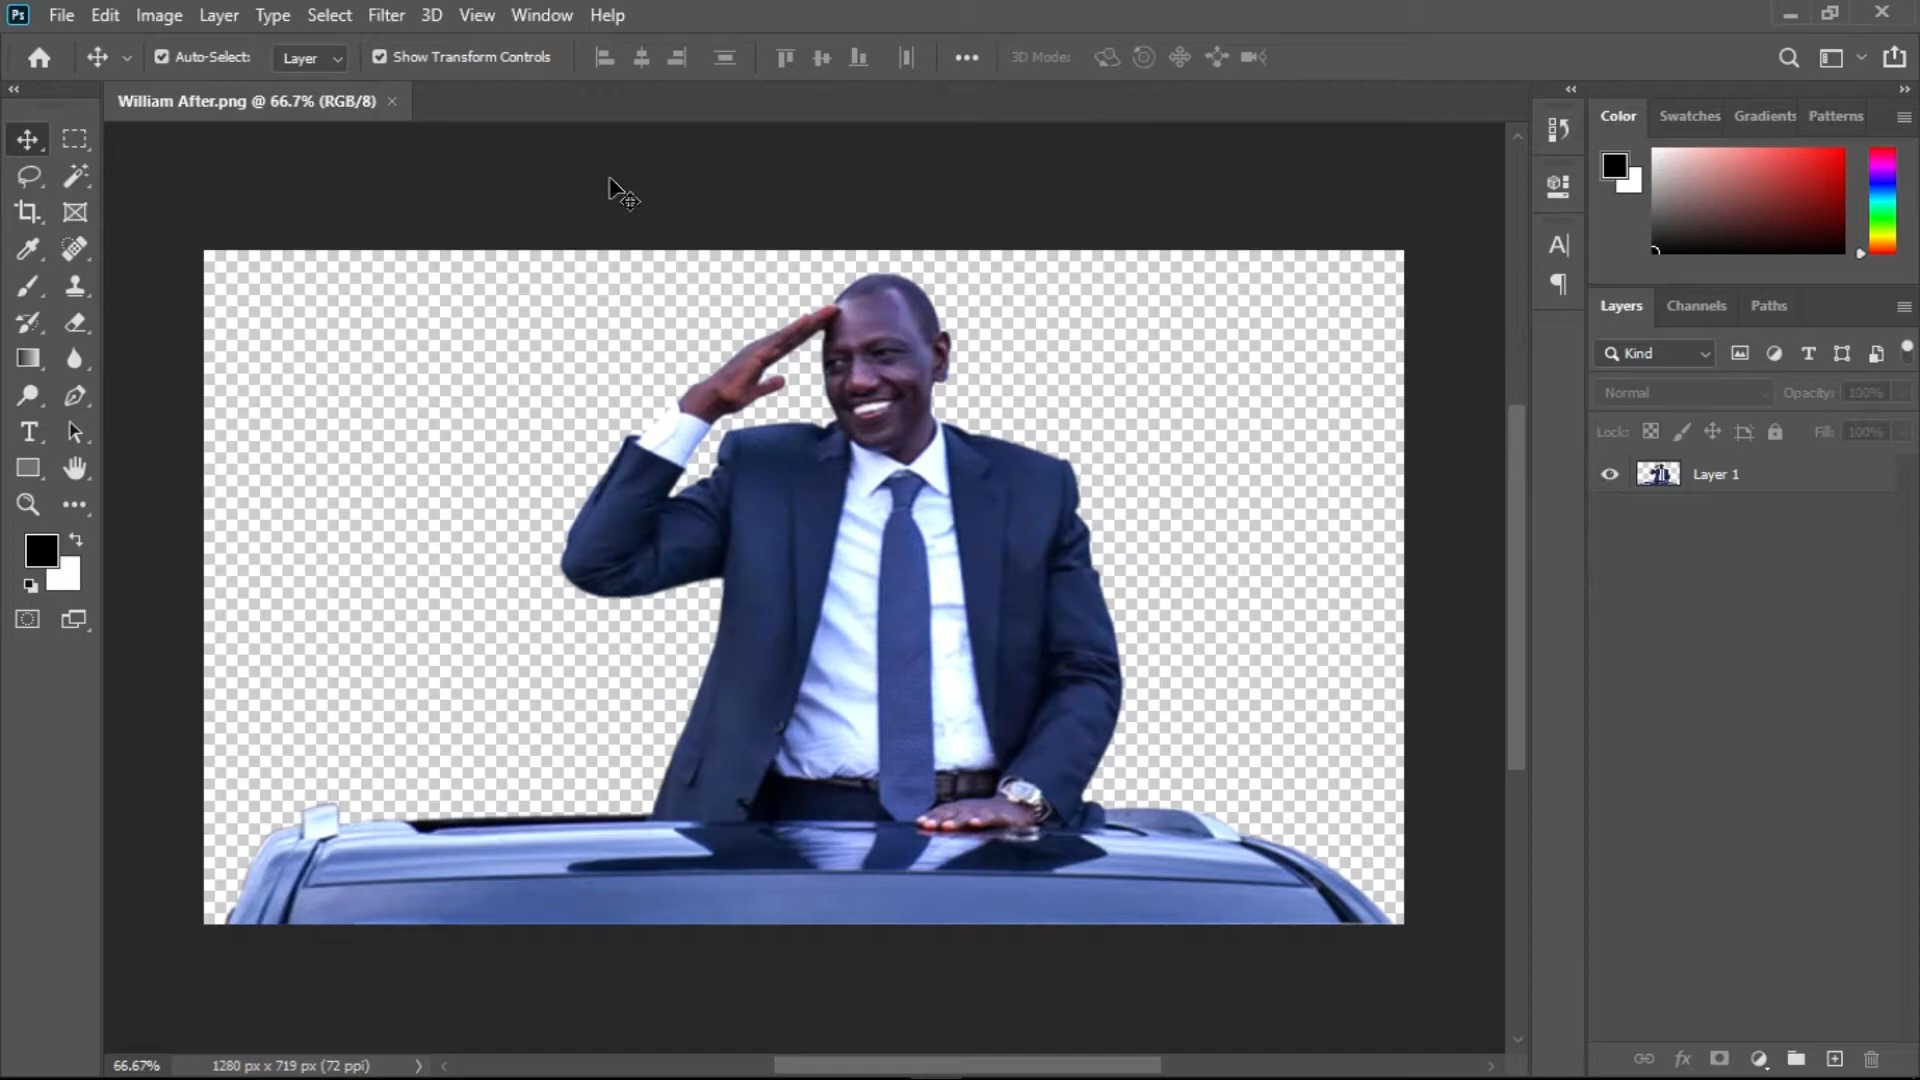 Ps File Edit Image Layer Type Select Filter 3D View Window Help
Auto-Select: Layer Show Transform Controls 3D Mode:
William After.png @ 66.7% (RGB/8)
Color Swatches Gradients Patterns
Layers Channels Paths
Kind
Normal Opacity: 100%
Lock: Fill: 100%
Layer 1
66.67% 1280 px x 719 px (72 ppi)